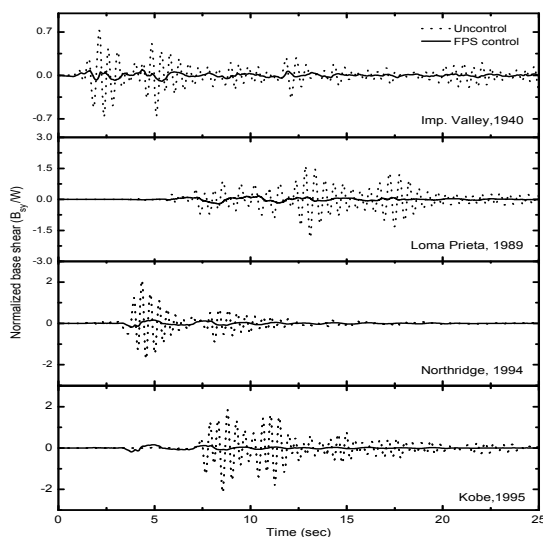 Uncontrol
FPS control
0.7
0.0
-0.7
Imp. Valley,1940
3.0
1.5
0.0
-1.5
-3.0
Loma Prieta, 1989
2
0
-2
Northridge, 1994
2
0
-2
Kobe,1995
0 5 10 15 20 25
Time (sec)
Normalized base shear (Bsy/W)